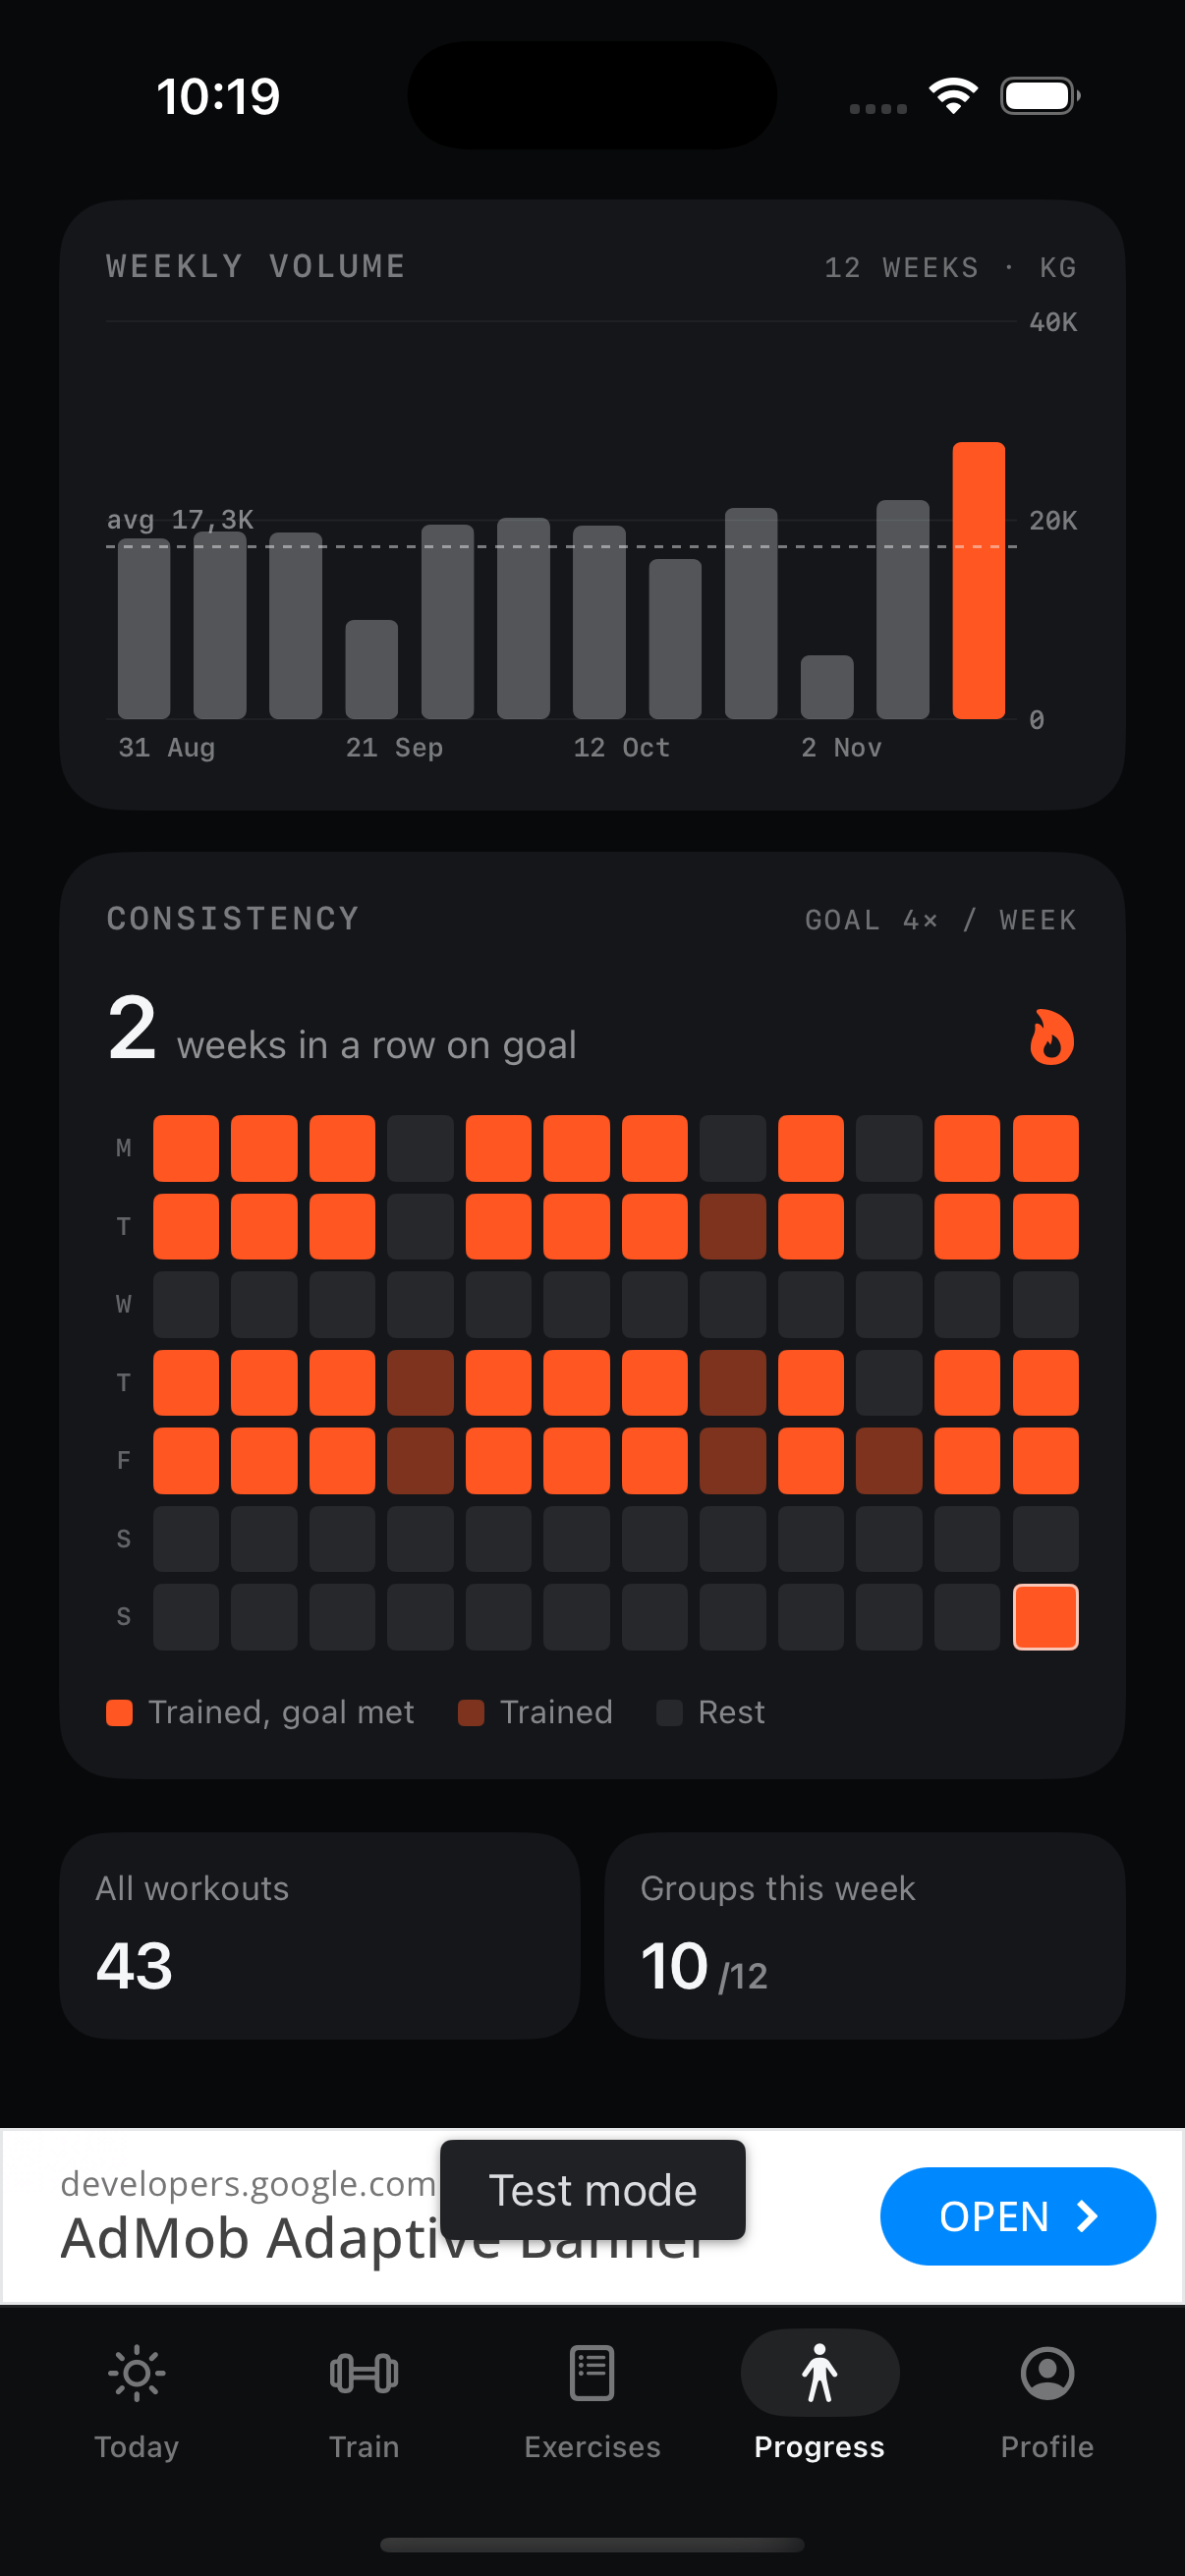 10:19
WEEKLY VOLUME
12 WEEKS · KG
40K
avg 17,3K
20K
0
31 Aug
21 Sep
12 Oct
2 Nov
CONSISTENCY
GOAL 4× / WEEK
2 weeks in a row on goal
M
T
W
T
F
S
S
Trained, goal met
Trained
Rest
All workouts
43
Groups this week
10 /12
developers.google.com
Test mode
AdMob Adaptive Banner
OPEN
Today
Train
Exercises
Progress
Profile